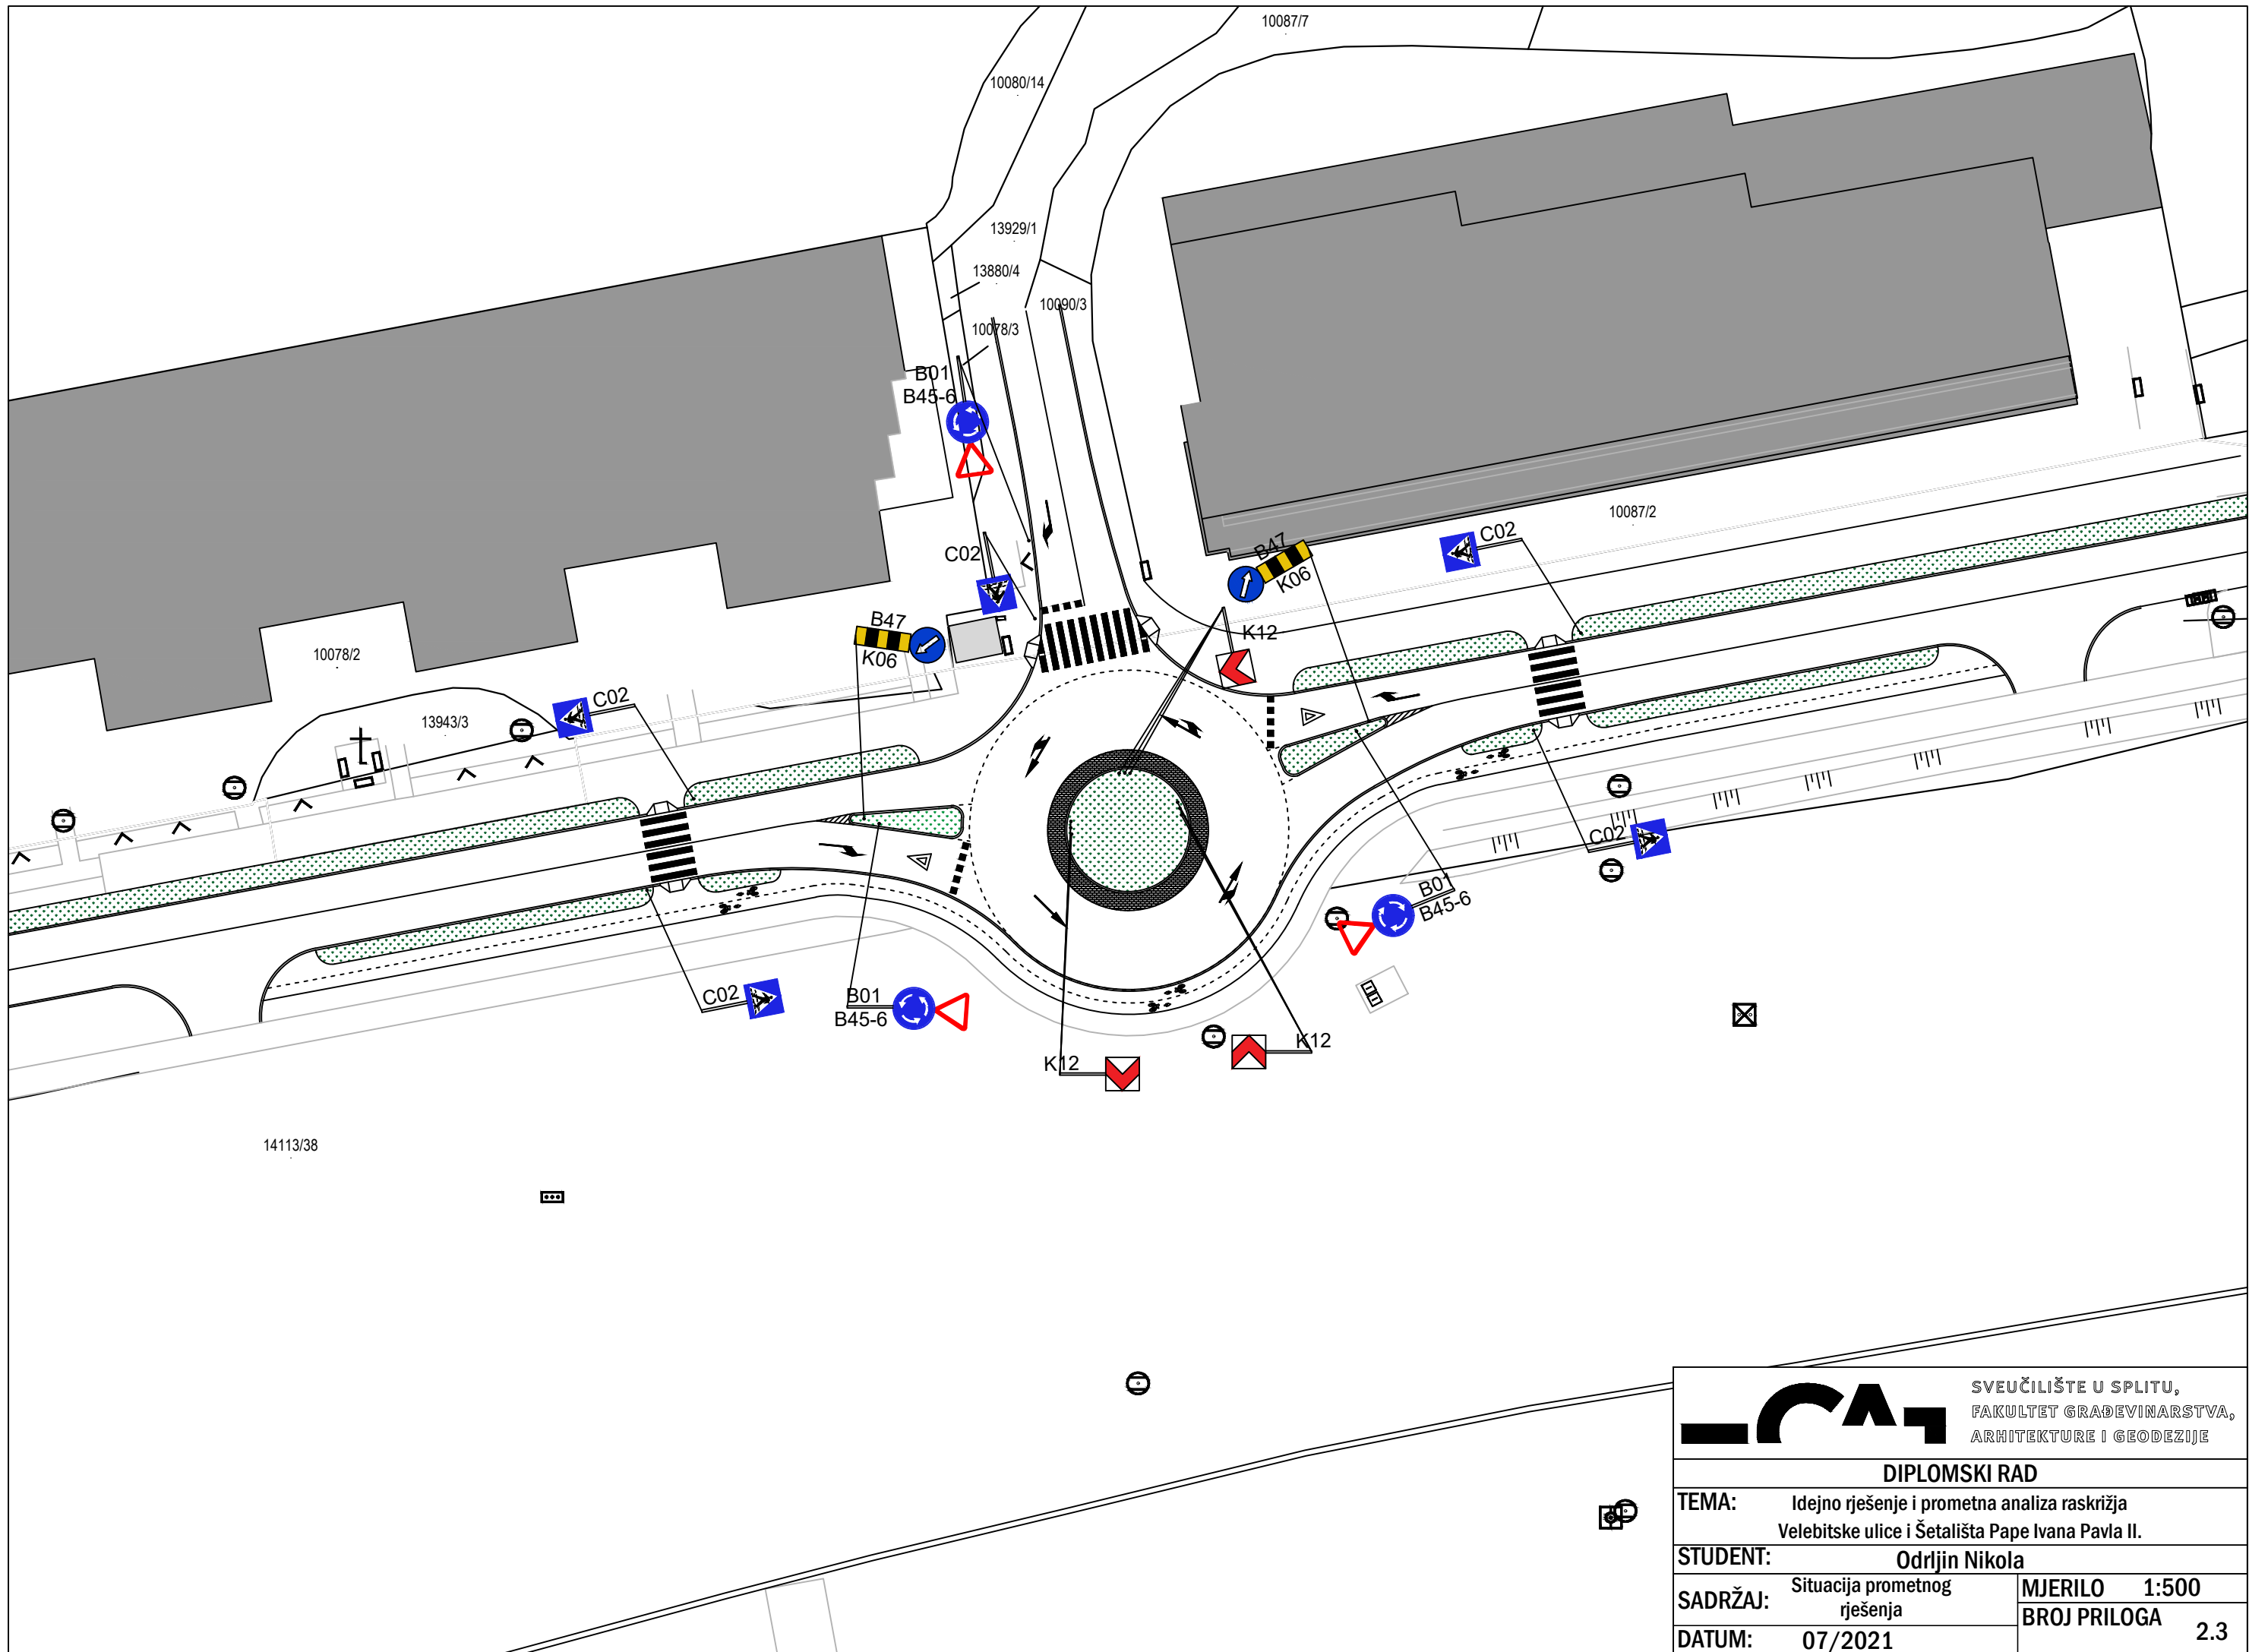 10087/7
10080/14
13929/1
13880/4
10090/3
10078/3
B01
B45-6
10087/2
C02
B47
K06
C02
B47
K06
K12
10078/2
C02
13943/3
C02
B01
B45-6
C02
B01
B45-6
K12
K12
14113/38
SVEUČILIŠTE U SPLITU,
FAKULTET GRAĐEVINARSTVA,
ARHITEKTURE I GEODEZIJE
DIPLOMSKI RAD
TEMA: Idejno rješenje i prometna analiza raskrižja
Velebitske ulice i Šetališta Pape Ivana Pavla II.
STUDENT: Odrljin Nikola
SADRŽAJ: Situacija prometnog
rješenja
MJERILO 1:500
BROJ PRILOGA 2.3
DATUM: 07/2021